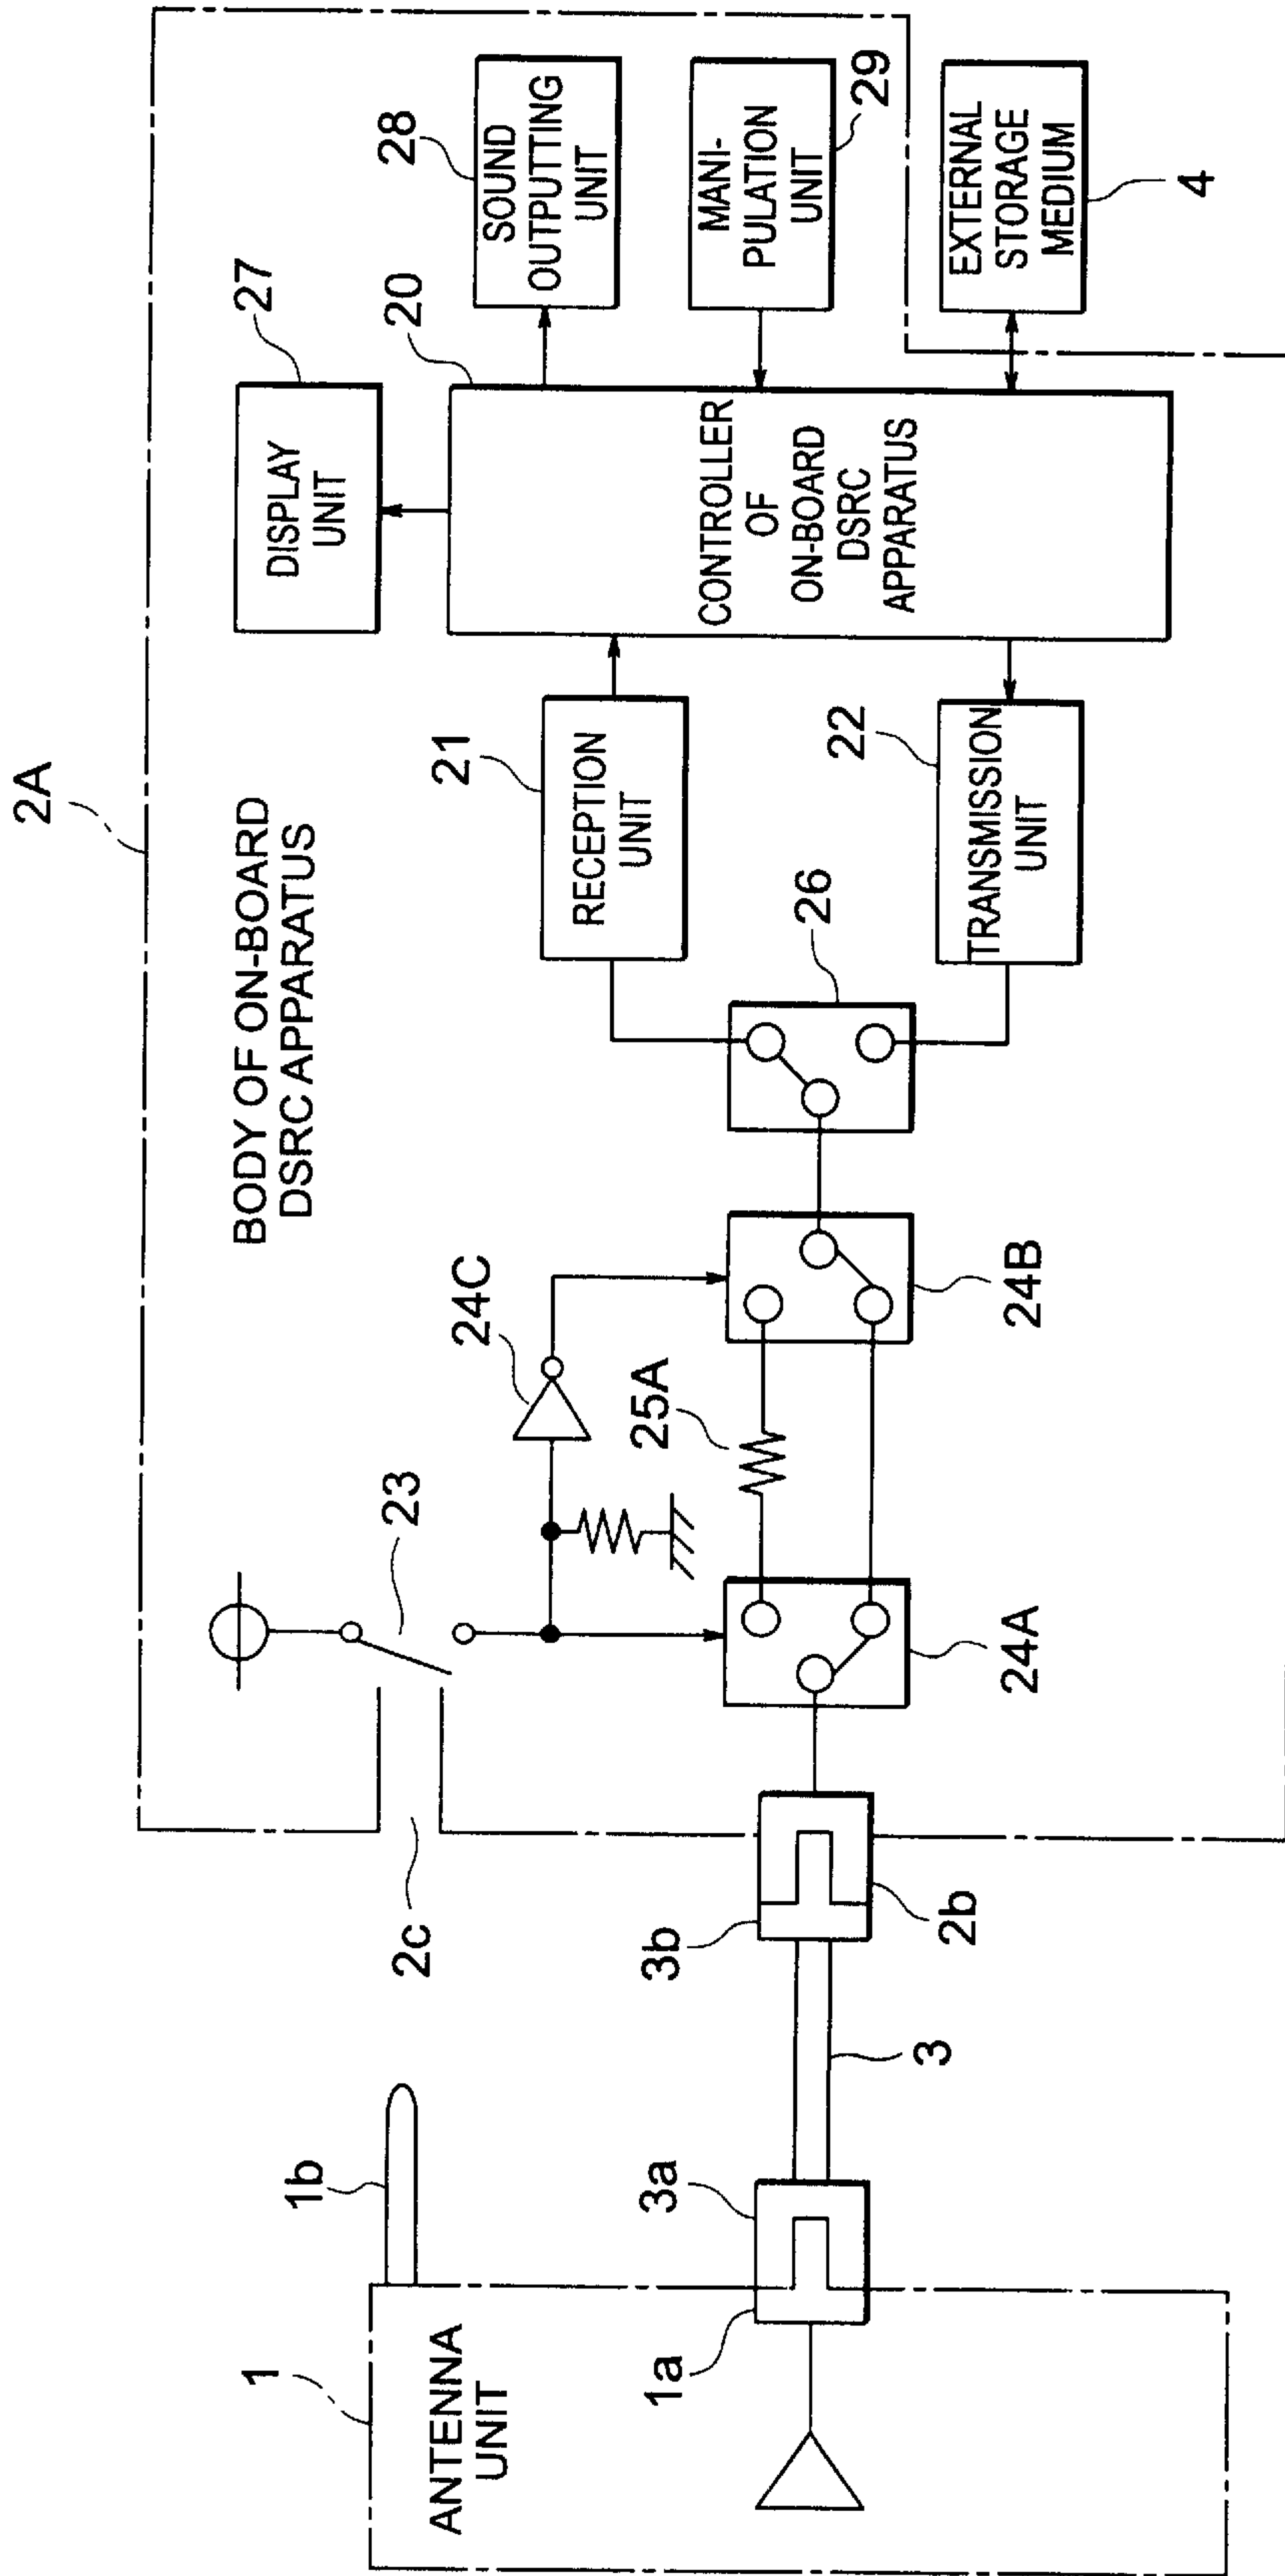 2A
BODY OF ON-BOARD
DSRC APPARATUS
27
DISPLAY
UNIT
20
28
SOUND
OUTPUTTING
UNIT
MANI-
PULATION
UNIT
29
EXTERNAL
STORAGE
MEDIUM
4
CONTROLLER
OF
ON-BOARD
DSRC
APPARATUS
21
RECEPTION
UNIT
22
TRANSMISSION
UNIT
26
24C
25A
24B
23
24A
2c
3b
2b
3
1b
3a
1a
1
ANTENNA
UNIT